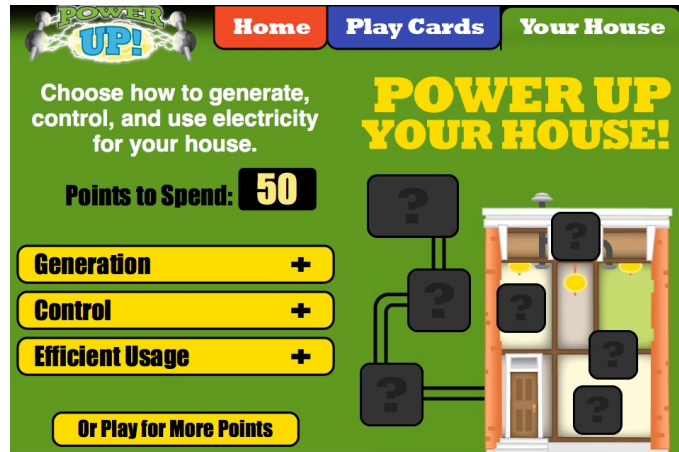 POWER
UP!
Home
Play Cards
Your House
Choose how to generate,
control, and use electricity
for your house.
Points to Spend: 50
Generation +
Control +
Efficient Usage +
Or Play for More Points
POWER UP
YOUR HOUSE!
?
?
?
?
?
?
?